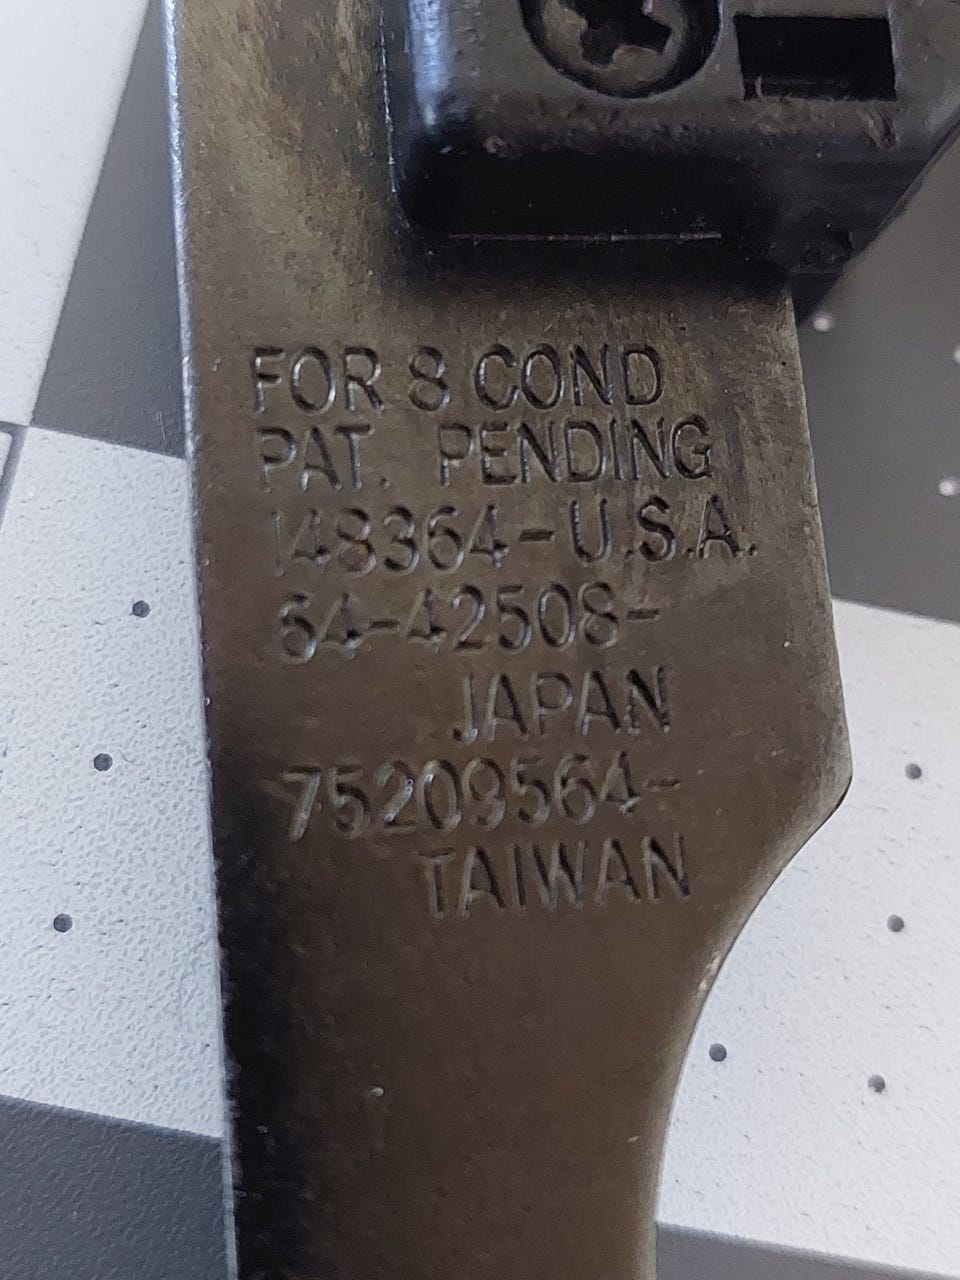 FOR 8 COND
PAT. PENDING
148364-U.S.A.
64-42508-
JAPAN
75209564-
TAIWAN